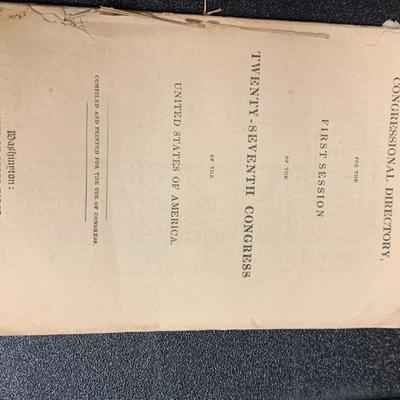 CONGRESSIONAL DIRECTORY,
FOR THE
FIRST SESSION
OF THE
TWENTY-SEVENTH CONGRESS
OF THE
UNITED STATES OF AMERICA.
COMPILED AND PRINTED FOR THE USE OF CONGRESS.
Washington: